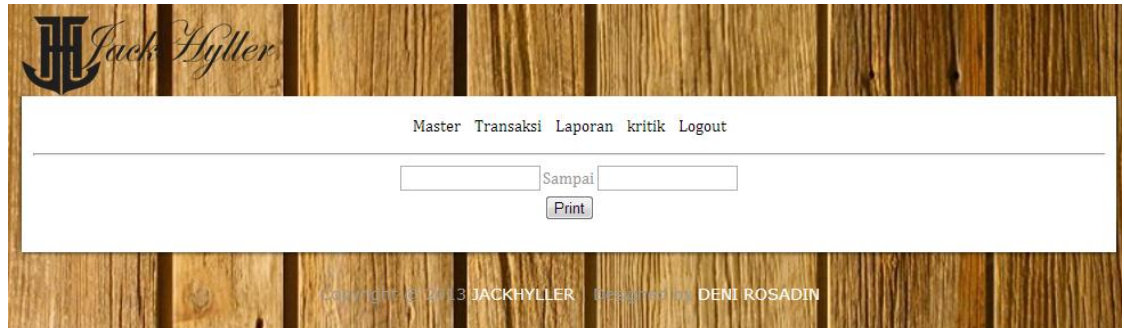 Jack Hyller
Master Transaksi Laporan kritik Logout
Sampai
Print
Copyright © 2013 JACKHYLLER Designed by DENI ROSADIN